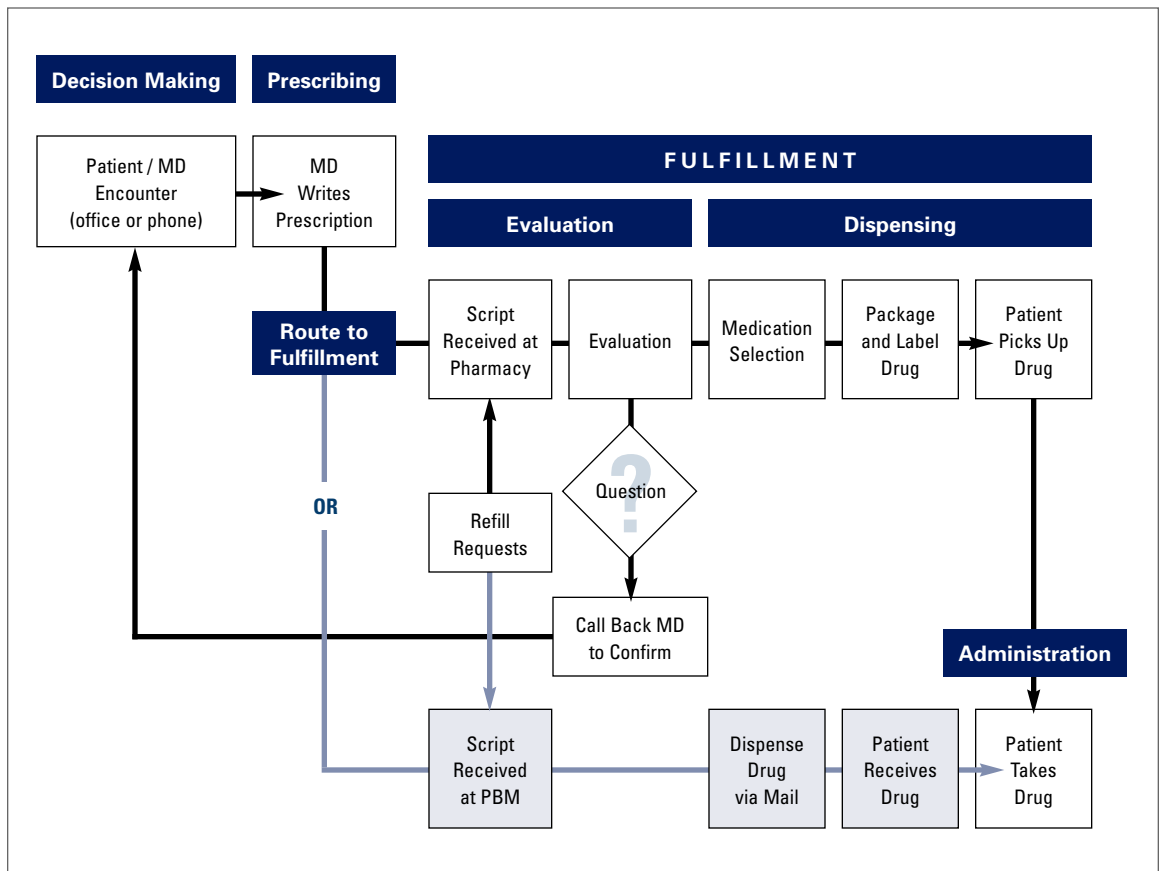 Decision Making
Prescribing
Patient / MD
Encounter
(office or phone)
MD
Writes
Prescription
FULFILLMENT
Evaluation
Dispensing
Route to
Fulfillment
Script
Received at
Pharmacy
Evaluation
Medication
Selection
Package
and Label
Drug
Patient
Picks Up
Drug
?
Question
OR
Refill
Requests
Call Back MD
to Confirm
Administration
Script
Received
at PBM
Dispense
Drug
via Mail
Patient
Receives
Drug
Patient
Takes
Drug